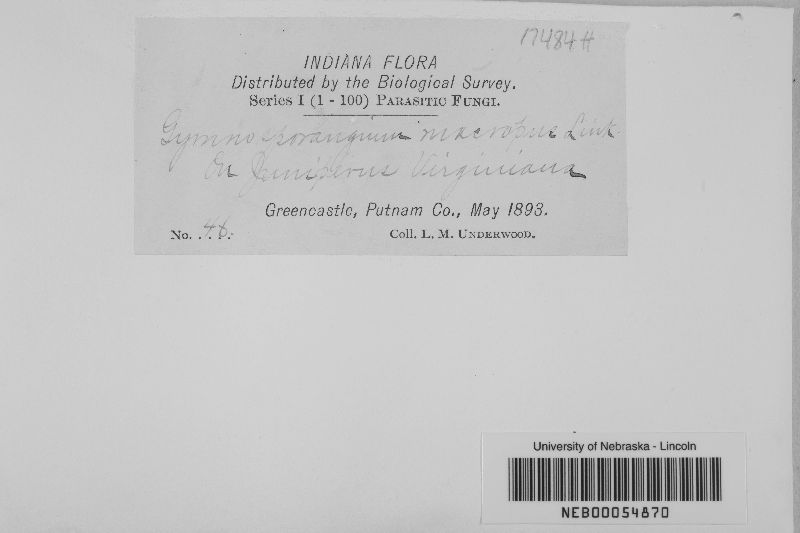 17484#
INDIANA FLORA
Distributed by the Biological Survey.
Series I (1 - 100) PARASITIC FUNGI.
Gymnosporangium macropus Link
On Juniperus Virginiana
Greencastle, Putnam Co., May 1893.
No. 46. Coll. L. M. UNDERWOOD.
University of Nebraska - Lincoln
NEB00054870